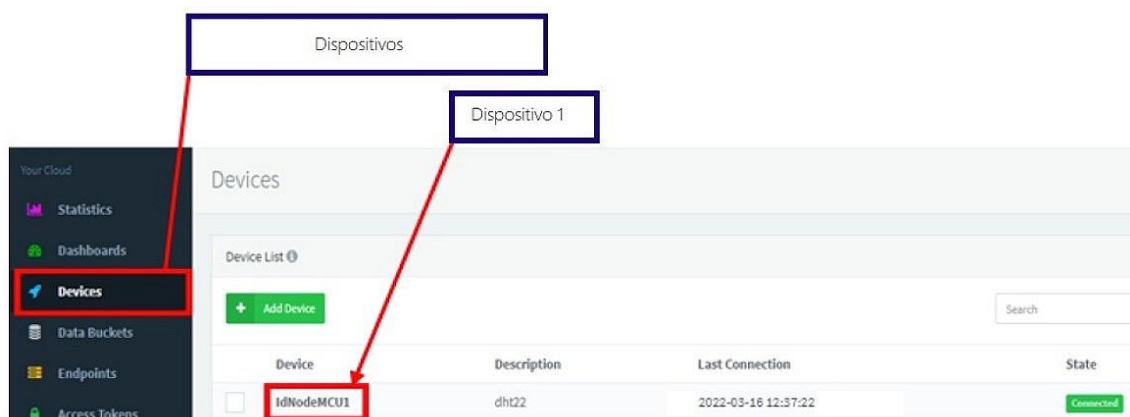 Dispositivos
Dispositivo 1
Your Cloud
Statistics
Dashboards
Devices
Data Buckets
Endpoints
Access Tokens
Devices
Device List
Add Device
Search
Device Description Last Connection State
IdNodeMCU1 dht22 2022-03-16 12:37:22 Connected